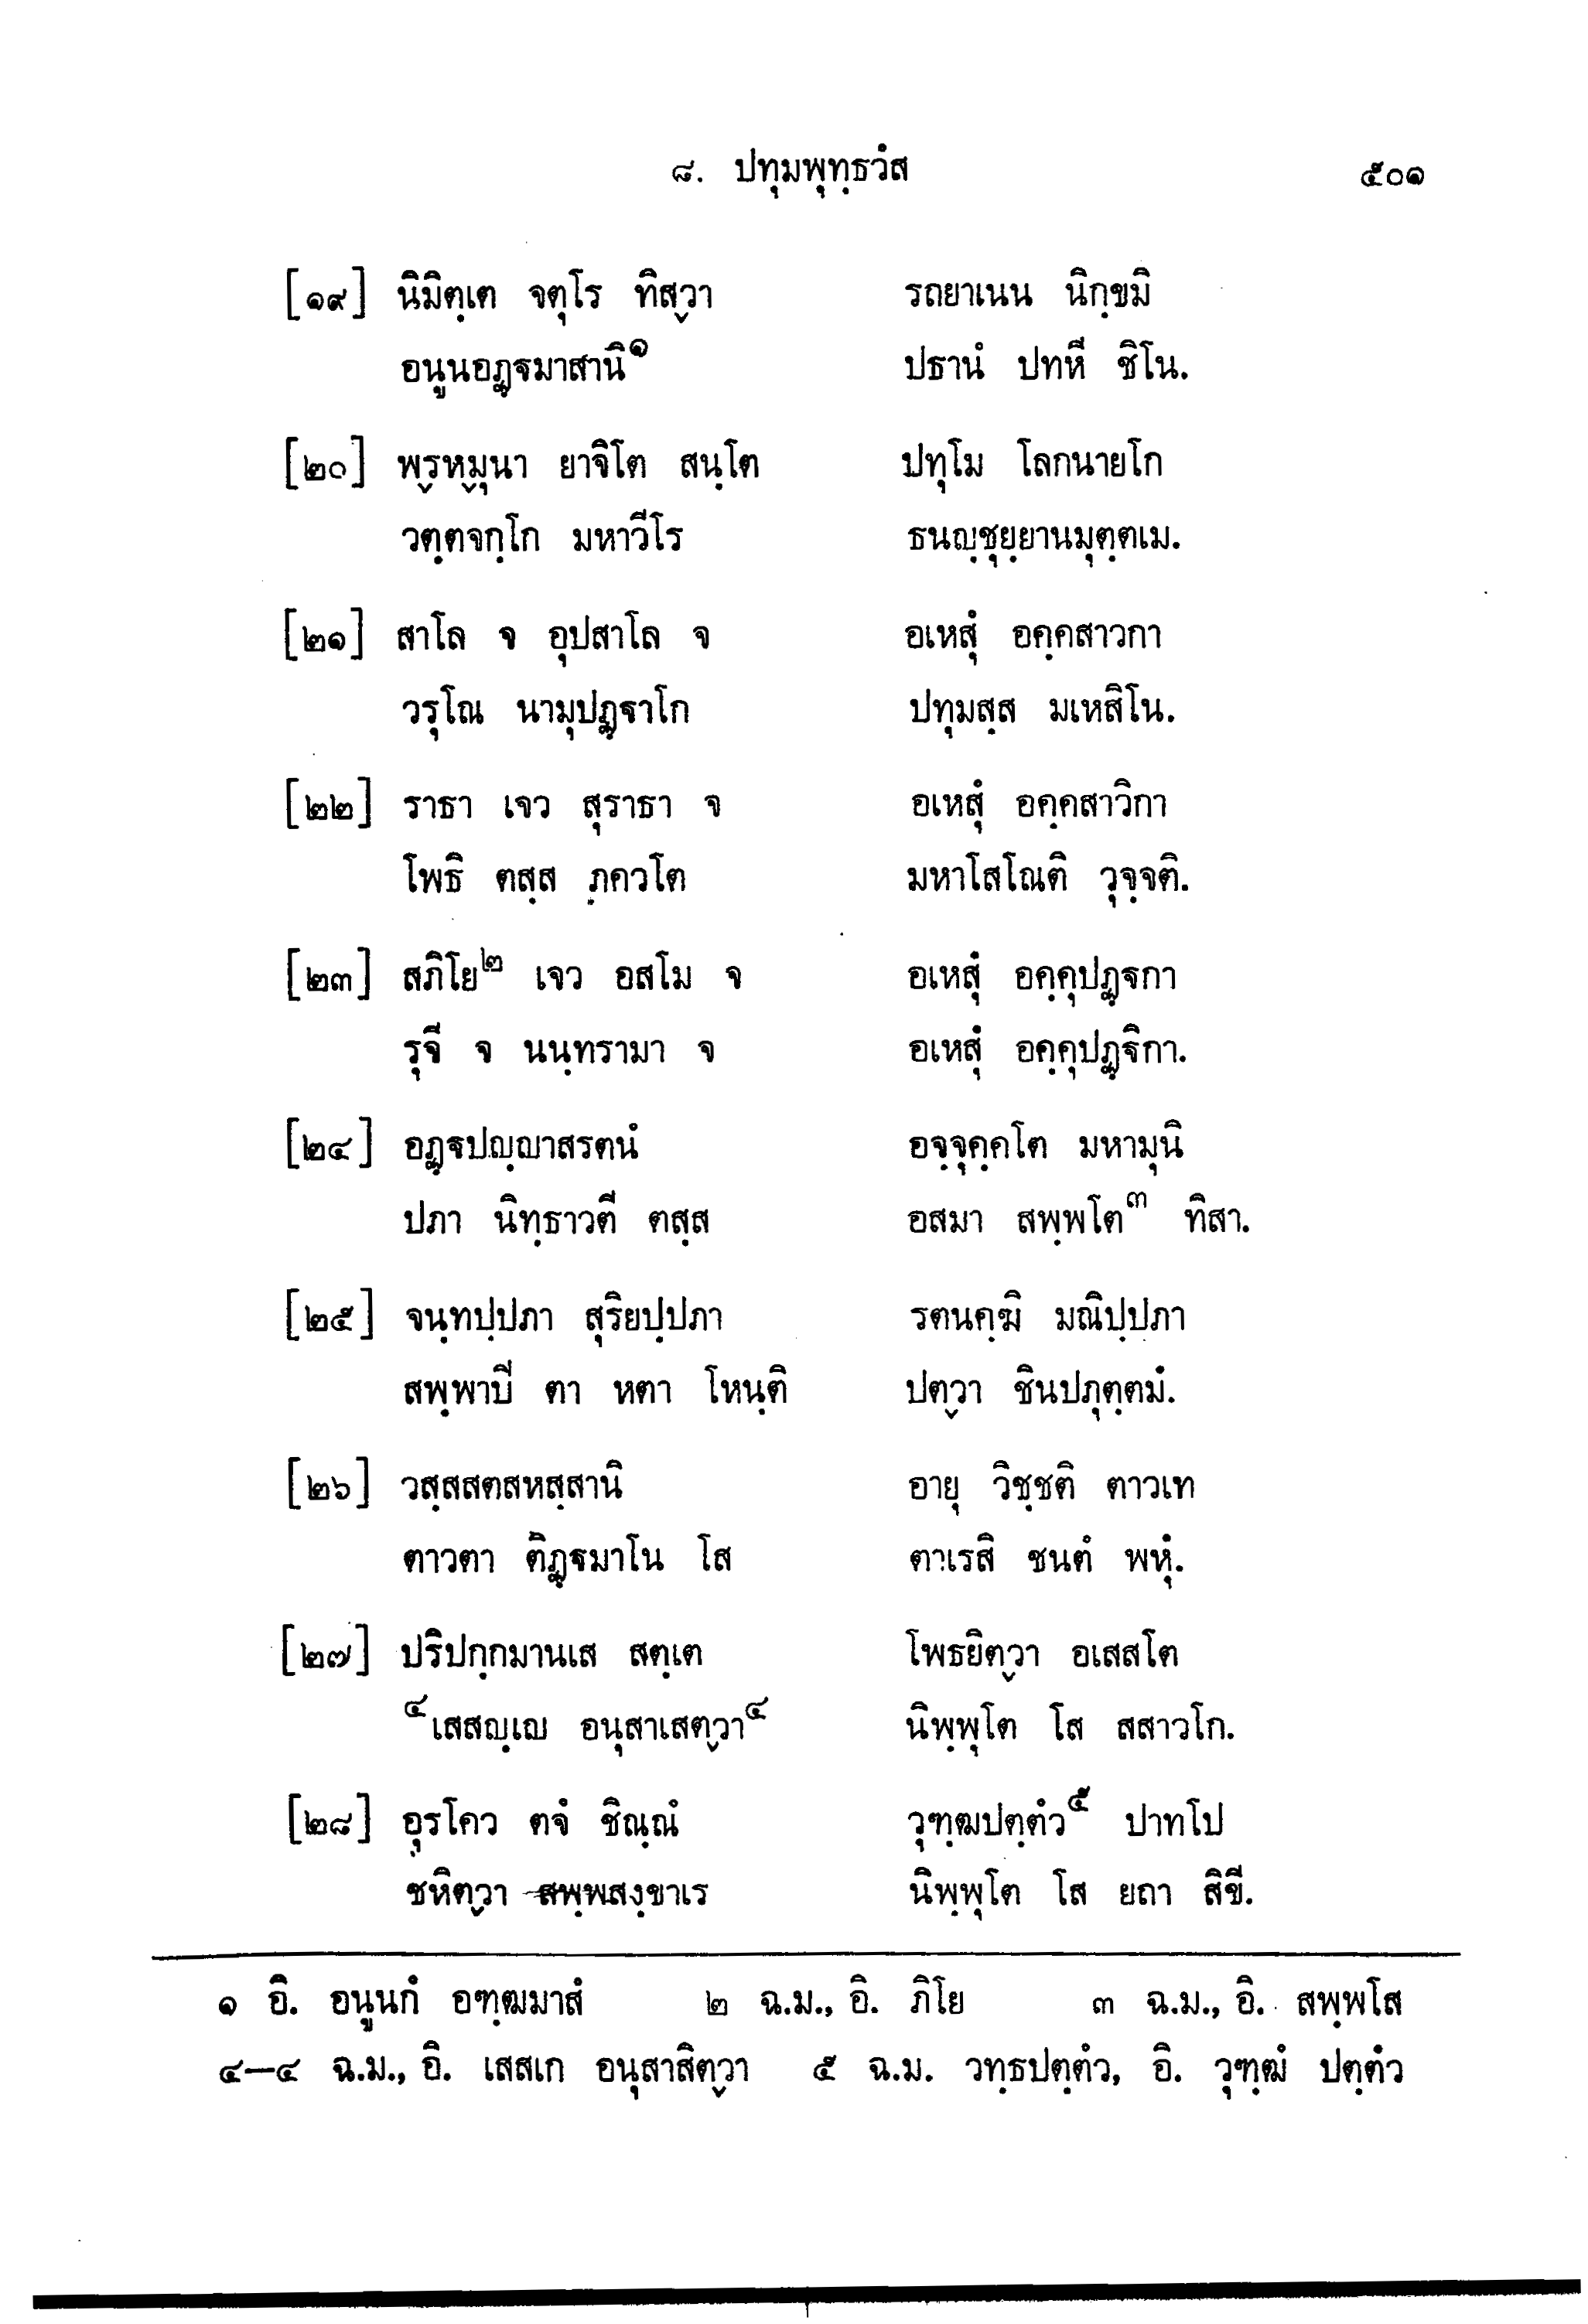 ๘. ปทุมพุทฺธวํส ๕๐๑
[๑๙] นิมิตฺเต จตุโร ทิสฺวา รถยาเนน นิกฺขมิ
อนูนอฏฺฐมาสานิ๑ ปธานํ ปทหี ชิโน.
[๒๐] พฺรหฺมุนา ยาจิโต สนฺโต ปทุโม โลกนายโก
วตฺตจกฺโก มหาวีโร ธนญฺชุยฺยานมุตฺตเม.
[๒๑] สาโล จ อุปสาโล จ อเหสุํ อคฺคสาวกา
วรุโณ นามุปฏฺฐาโก ปทุมสฺส มเหสิโน.
[๒๒] ราธา เจว สุราธา จ อเหสุํ อคฺคสาวิกา
โพธิ ตสฺส ภควโต มหาโสโณติ วุจฺจติ.
[๒๓] สภิโย๒ เจว อสโม จ อเหสุํ อคฺคุปฏฺฐกา
รุจี จ นนฺทรามา จ อเหสุํ อคฺคุปฏฺฐิกา.
[๒๔] อฏฺฐปญฺญาสรตนํ อจฺจุคฺคโต มหามุนิ
ปภา นิทฺธาวตี ตสฺส อสมา สพฺพโต๓ ทิสา.
[๒๕] จนฺทปฺปภา สุริยปฺปภา รตนคฺฆิ มณิปฺปภา
สพฺพาปี ตา หตา โหนฺติ ปตฺวา ชินปภุตฺตมํ.
[๒๖] วสฺสสตสหสฺสานิ อายุ วิชฺชติ ตาวเท
ตาวตา ติฏฺฐมาโน โส ตาเรสิ ชนตํ พหุํ.
[๒๗] ปริปกฺกมานเส สตฺเต โพธยิตฺวา อเสสโต
๔เสสญฺเญ อนุสาเสตฺวา๔ นิพฺพุโต โส สสาวโก.
[๒๘] อุรโคว ตจํ ชิณฺณํ วุฑฺฒปตฺตํว๕ ปาทโป
ชหิตฺวา สพฺพสงฺขาเร นิพฺพุโต โส ยถา สิขี.
๑ อิ. อนูนกํ อฑฺฒมาสํ ๒ ฉ.ม., อิ. ภิโย ๓ ฉ.ม., อิ. สพฺพโส
๔—๔ ฉ.ม., อิ. เสสเก อนุสาสิตฺวา ๕ ฉ.ม. วทฺธปตฺตํว, อิ. วุฑฺฒํ ปตฺตํว